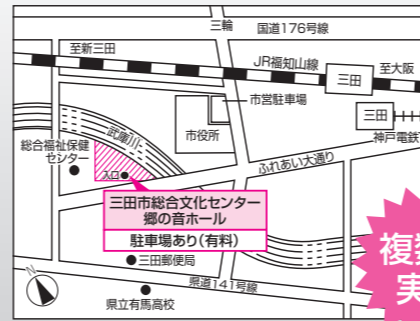 三輪
国道176号線
至新三田
JR福知山線
三田
至大阪
市営駐車場
三田
市役所
神戸電鉄
武庫川
総合福祉保健
センター
ふれあい大通り
入口
三田市総合文化センター
郷の音ホール
駐車場あり(有料)
三田郵便局
県道141号線
県立有馬高校
N
複数
実